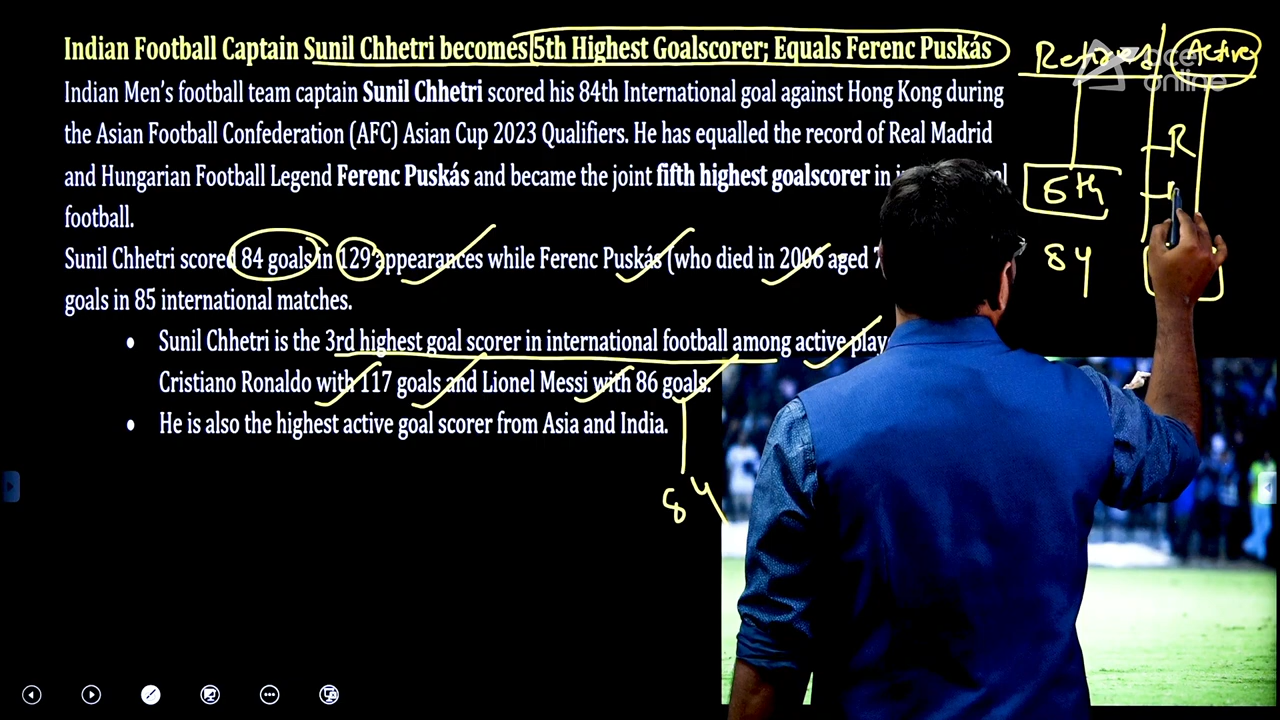 Indian Football Captain Sunil Chhetri becomes 5th Highest Goalscorer; Equals Ferenc Puskás
Retired Active
acer
online
Indian Men's football team captain Sunil Chhetri scored his 84th International goal against Hong Kong during
the Asian Football Confederation (AFC) Asian Cup 2023 Qualifiers. He has equalled the record of Real Madrid
R
and Hungarian Football Legend Ferenc Puskás and became the joint fifth highest goalscorer in
5th
football.
Sunil Chhetri scored 84 goals in 129 appearances while Ferenc Puskás (who died in 2006 aged
84
goals in 85 international matches.
• Sunil Chhetri is the 3rd highest goal scorer in international football among active
Cristiano Ronaldo with 117 goals and Lionel Messi with 86 goals.
• He is also the highest active goal scorer from Asia and India.
84